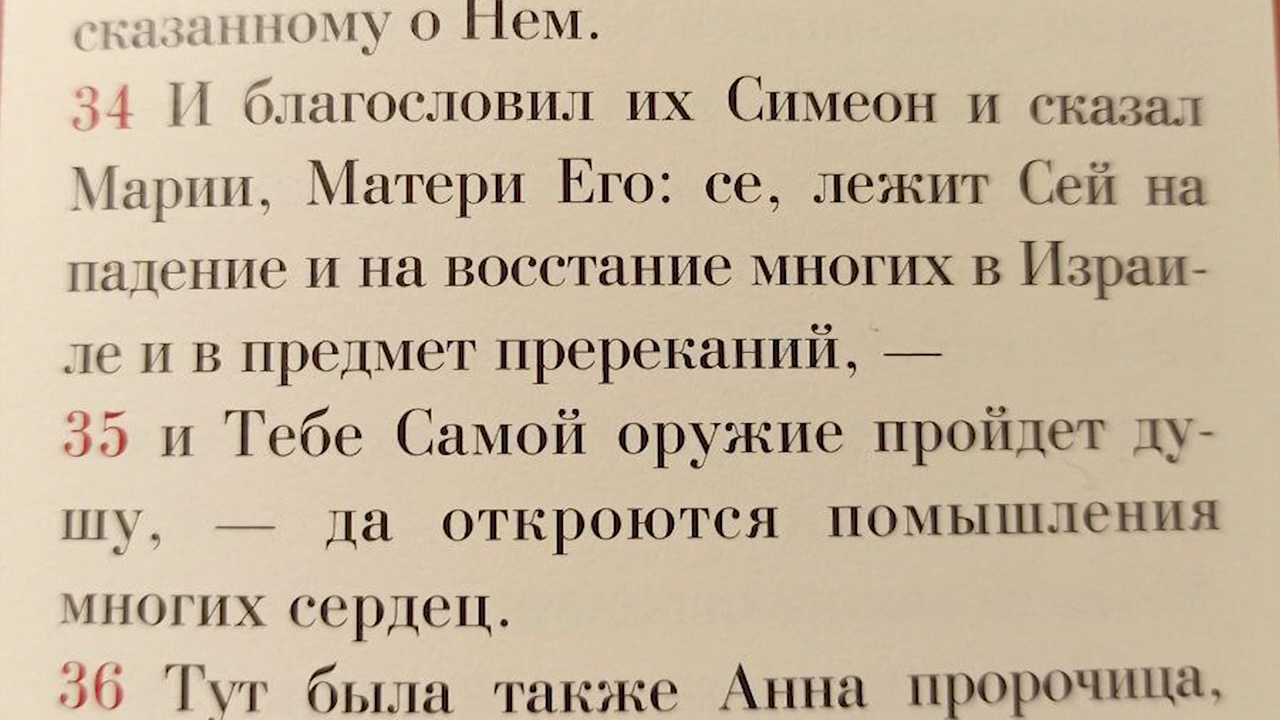 сказанному о Нем.
34 И благословил их Симеон и сказал
Марии, Матери Его: се, лежит Сей на
падение и на восстание многих в Израи-
ле и в предмет пререканий, —
35 и Тебе Самой оружие пройдет ду-
шу, — да откроются помышления
многих сердец.
36 Тут была также Анна пророчица,